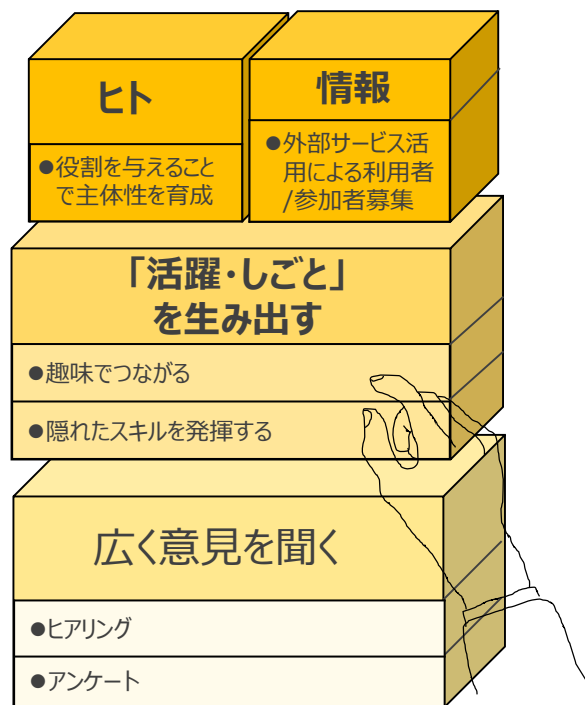 ヒト
●役割を与えること
で主体性を育成
情報
●外部サービス活
用による利用者
/参加者募集
「活躍・しごと」
を生み出す
●趣味でつながる
●隠れたスキルを発揮する
広く意見を聞く
●ヒアリング
●アンケート